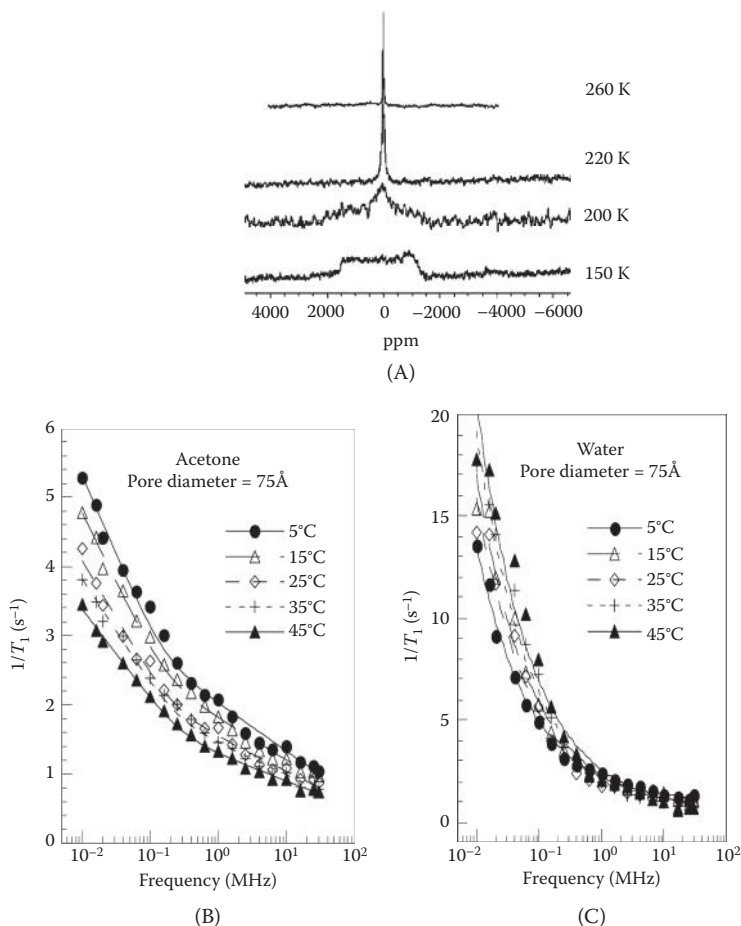 260 K
220 K
200 K
150 K
4000 2000 0 −2000 −4000 −6000
ppm
(A)
6
5
4
3
2
1
0
1/T₁ (s⁻¹)
Acetone
Pore diameter = 75Å
5°C
15°C
25°C
35°C
45°C
10⁻² 10⁻¹ 10⁰ 10¹ 10²
Frequency (MHz)
(B)
20
15
10
5
0
1/T₁ (s⁻¹)
Water
Pore diameter = 75Å
5°C
15°C
25°C
35°C
45°C
10⁻² 10⁻¹ 10⁰ 10¹ 10²
Frequency (MHz)
(C)